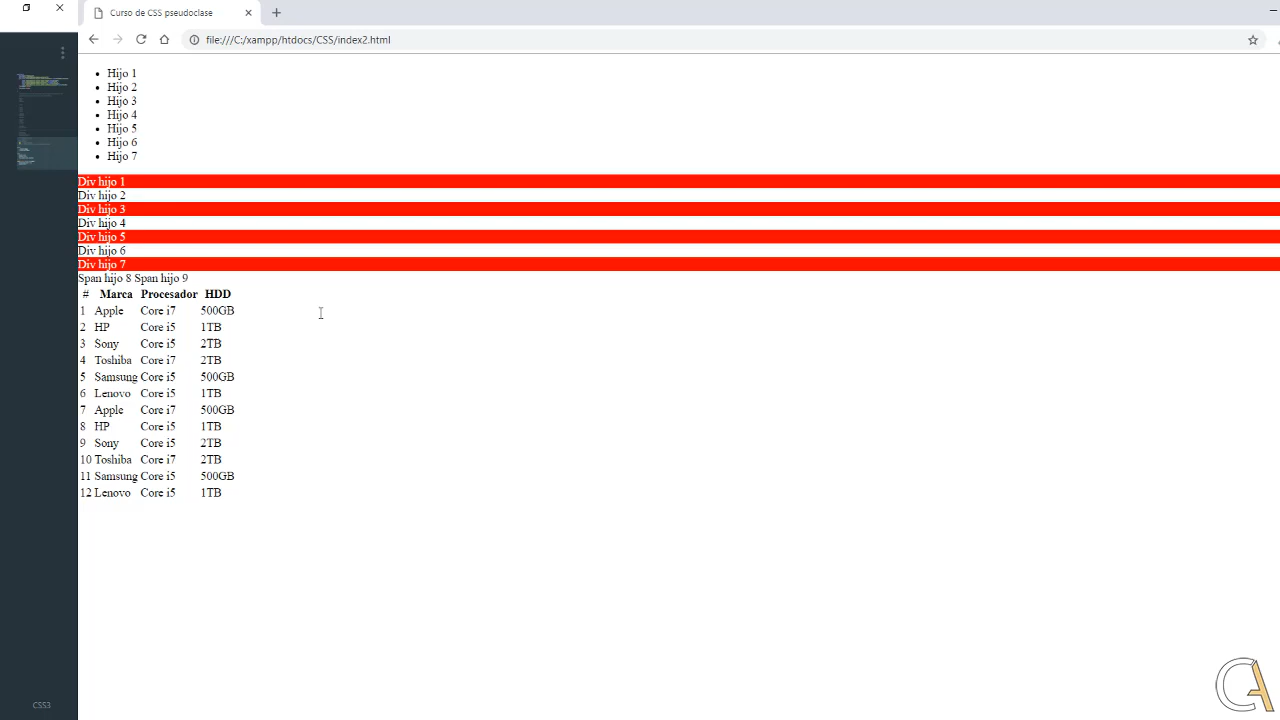 Curso de CSS pseudoclase
file:///C:/xampp/htdocs/CSS/index2.html
Hijo 1
Hijo 2
Hijo 3
Hijo 4
Hijo 5
Hijo 6
Hijo 7
Div hijo 1
Div hijo 2
Div hijo 3
Div hijo 4
Div hijo 5
Div hijo 6
Div hijo 7
Span hijo 8 Span hijo 9
# Marca Procesador HDD
1 Apple Core i7 500GB
2 HP Core i5 1TB
3 Sony Core i5 2TB
4 Toshiba Core i7 2TB
5 Samsung Core i5 500GB
6 Lenovo Core i5 1TB
7 Apple Core i7 500GB
8 HP Core i5 1TB
9 Sony Core i5 2TB
10 Toshiba Core i7 2TB
11 Samsung Core i5 500GB
12 Lenovo Core i5 1TB
CSS3
CA